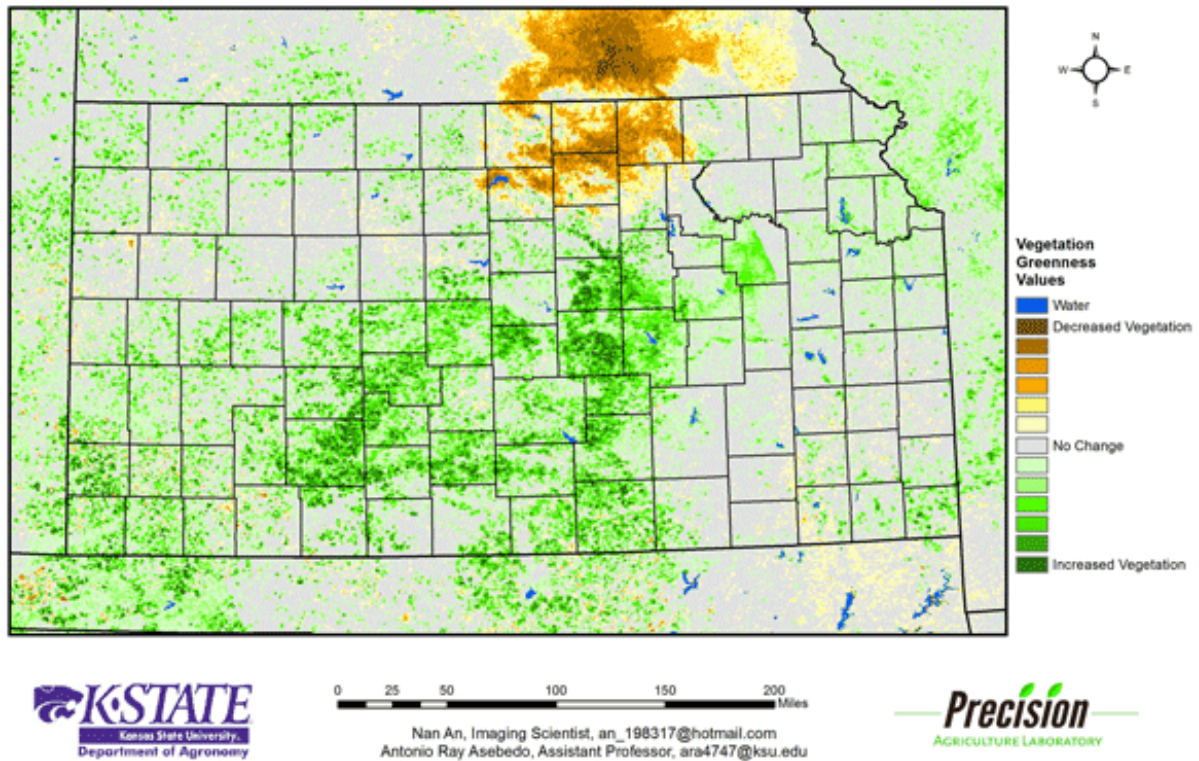 N
W E
S
Vegetation
Greenness
Values
Water
Decreased Vegetation
No Change
Increased Vegetation
K-STATE
Kansas State University.
Department of Agronomy
0 25 50 100 150 200
Miles
Nan An, Imaging Scientist, an_198317@hotmail.com
Antonio Ray Asebedo, Assistant Professor, ara4747@ksu.edu
Precision
AGRICULTURE LABORATORY